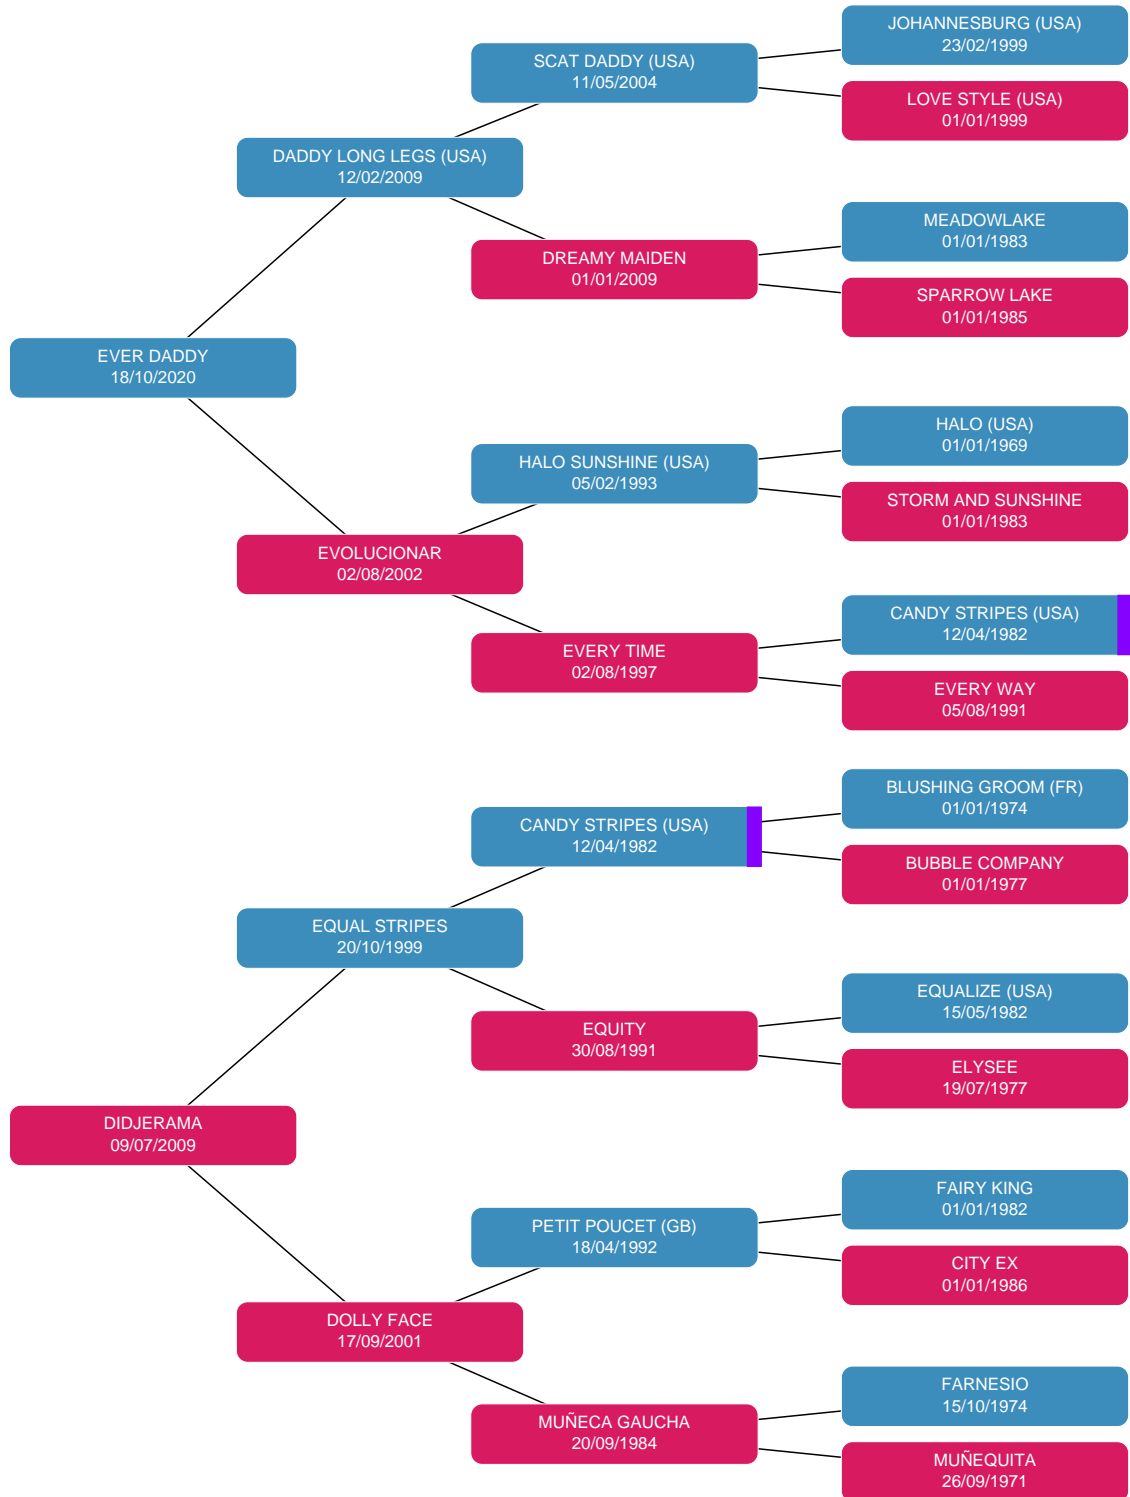 JOHANNESBURG (USA)
23/02/1999
SCAT DADDY (USA)
11/05/2004
LOVE STYLE (USA)
01/01/1999
DADDY LONG LEGS (USA)
12/02/2009
MEADOWLAKE
01/01/1983
DREAMY MAIDEN
01/01/2009
SPARROW LAKE
01/01/1985
EVER DADDY
18/10/2020
HALO (USA)
01/01/1969
HALO SUNSHINE (USA)
05/02/1993
STORM AND SUNSHINE
01/01/1983
EVOLUCIONAR
02/08/2002
CANDY STRIPES (USA)
12/04/1982
EVERY TIME
02/08/1997
EVERY WAY
05/08/1991
BLUSHING GROOM (FR)
01/01/1974
CANDY STRIPES (USA)
12/04/1982
BUBBLE COMPANY
01/01/1977
EQUAL STRIPES
20/10/1999
EQUALIZE (USA)
15/05/1982
EQUITY
30/08/1991
ELYSEE
19/07/1977
DIDJERAMA
09/07/2009
FAIRY KING
01/01/1982
PETIT POUCET (GB)
18/04/1992
CITY EX
01/01/1986
DOLLY FACE
17/09/2001
FARNESIO
15/10/1974
MUÑECA GAUCHA
20/09/1984
MUÑEQUITA
26/09/1971